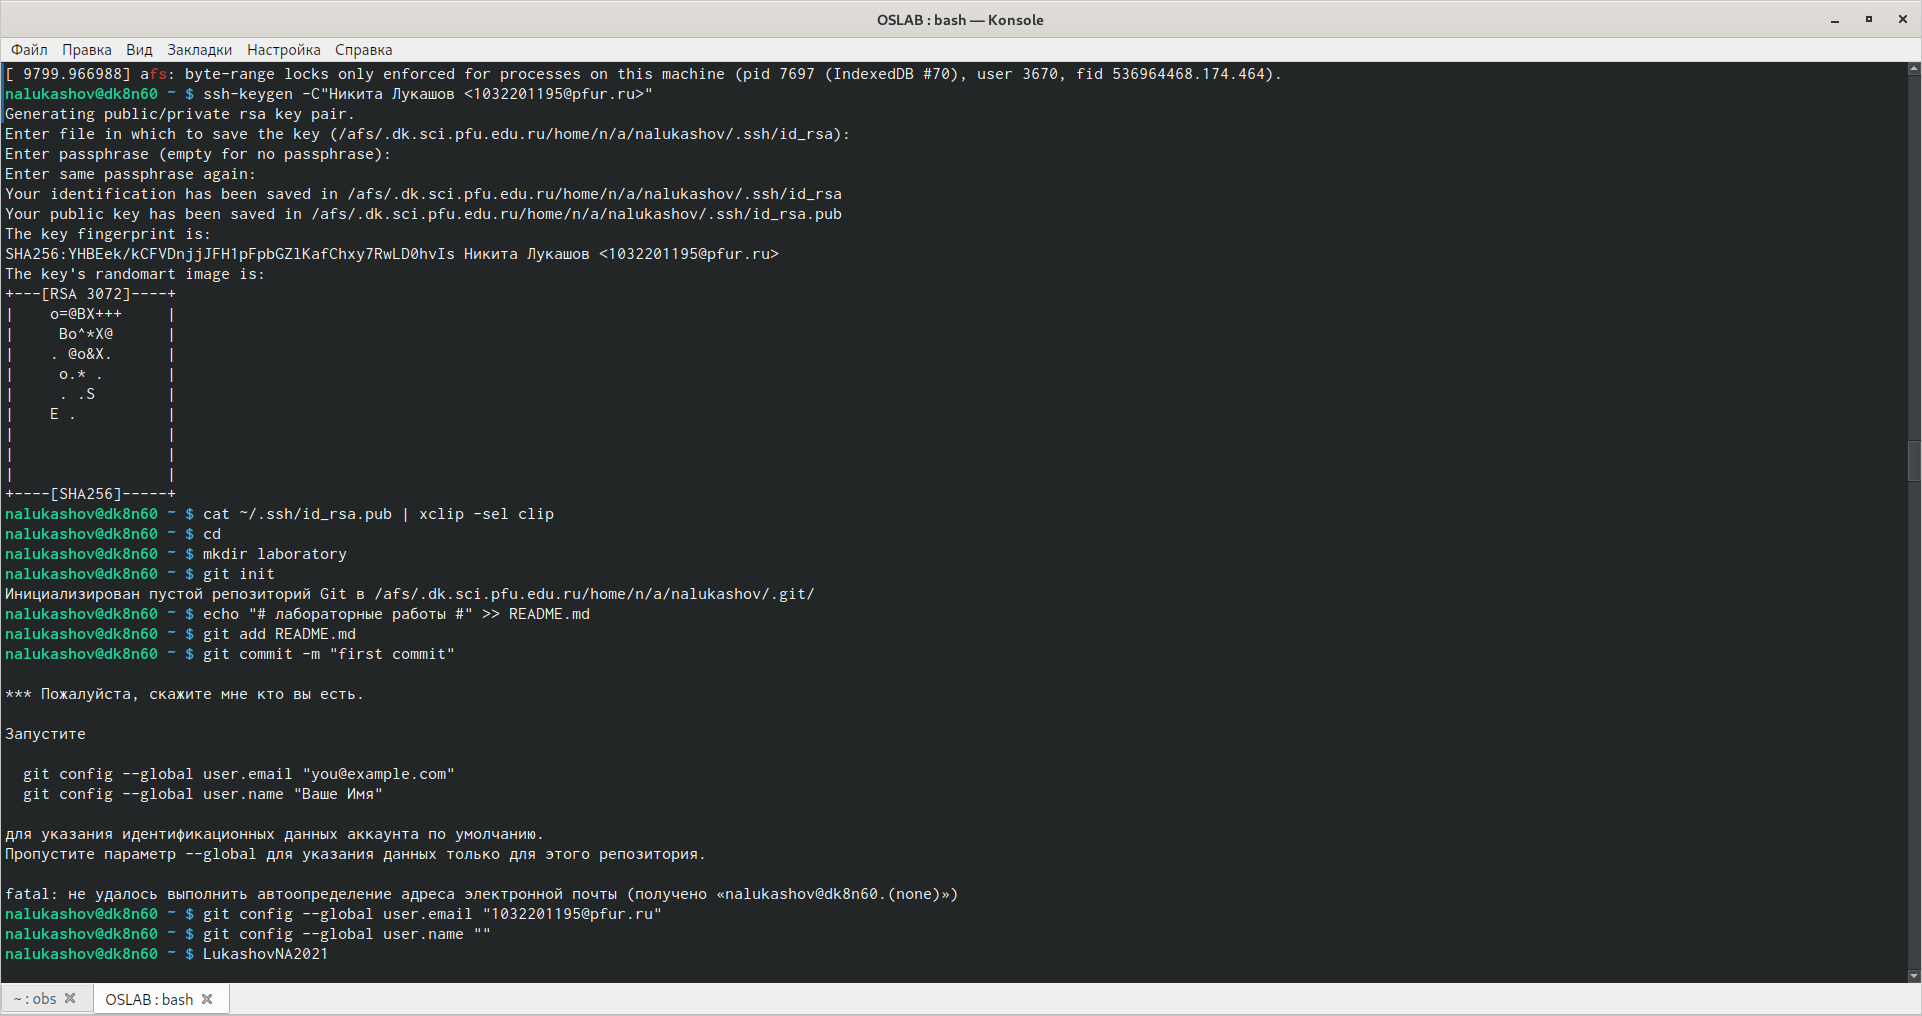 OSLAB : bash — Konsole
Файл Правка Вид Закладки Настройка Справка
[ 9799.966988] afs: byte-range locks only enforced for processes on this machine (pid 7697 (IndexedDB #70), user 3670, fid 536964468.174.464).
nalukashov@dk8n60 ~ $ ssh-keygen -C"Никита Лукашов <1032201195@pfur.ru>"
Generating public/private rsa key pair.
Enter file in which to save the key (/afs/.dk.sci.pfu.edu.ru/home/n/a/nalukashov/.ssh/id_rsa):
Enter passphrase (empty for no passphrase):
Enter same passphrase again:
Your identification has been saved in /afs/.dk.sci.pfu.edu.ru/home/n/a/nalukashov/.ssh/id_rsa
Your public key has been saved in /afs/.dk.sci.pfu.edu.ru/home/n/a/nalukashov/.ssh/id_rsa.pub
The key fingerprint is:
SHA256:YHBEek/kCFVDnjjJFH1pFpbGZlKafChxy7RwLD0hvIs Никита Лукашов <1032201195@pfur.ru>
The key's randomart image is:
+---[RSA 3072]----+
|    o=@BX+++     |
|     Bo^*X@      |
|    . @o&X.      |
|     o.* .       |
|     . .S        |
|    E .          |
|                 |
|                 |
|                 |
+----[SHA256]-----+
nalukashov@dk8n60 ~ $ cat ~/.ssh/id_rsa.pub | xclip -sel clip
nalukashov@dk8n60 ~ $ cd
nalukashov@dk8n60 ~ $ mkdir laboratory
nalukashov@dk8n60 ~ $ git init
Инициализирован пустой репозиторий Git в /afs/.dk.sci.pfu.edu.ru/home/n/a/nalukashov/.git/
nalukashov@dk8n60 ~ $ echo "# лабораторные работы #" >> README.md
nalukashov@dk8n60 ~ $ git add README.md
nalukashov@dk8n60 ~ $ git commit -m "first commit"
*** Пожалуйста, скажите мне кто вы есть.
Запустите
  git config --global user.email "you@example.com"
  git config --global user.name "Ваше Имя"
для указания идентификационных данных аккаунта по умолчанию.
Пропустите параметр --global для указания данных только для этого репозитория.
fatal: не удалось выполнить автоопределение адреса электронной почты (получено «nalukashov@dk8n60.(none)»)
nalukashov@dk8n60 ~ $ git config --global user.email "1032201195@pfur.ru"
nalukashov@dk8n60 ~ $ git config --global user.name ""
nalukashov@dk8n60 ~ $ LukashovNA2021
~ : obs
OSLAB : bash